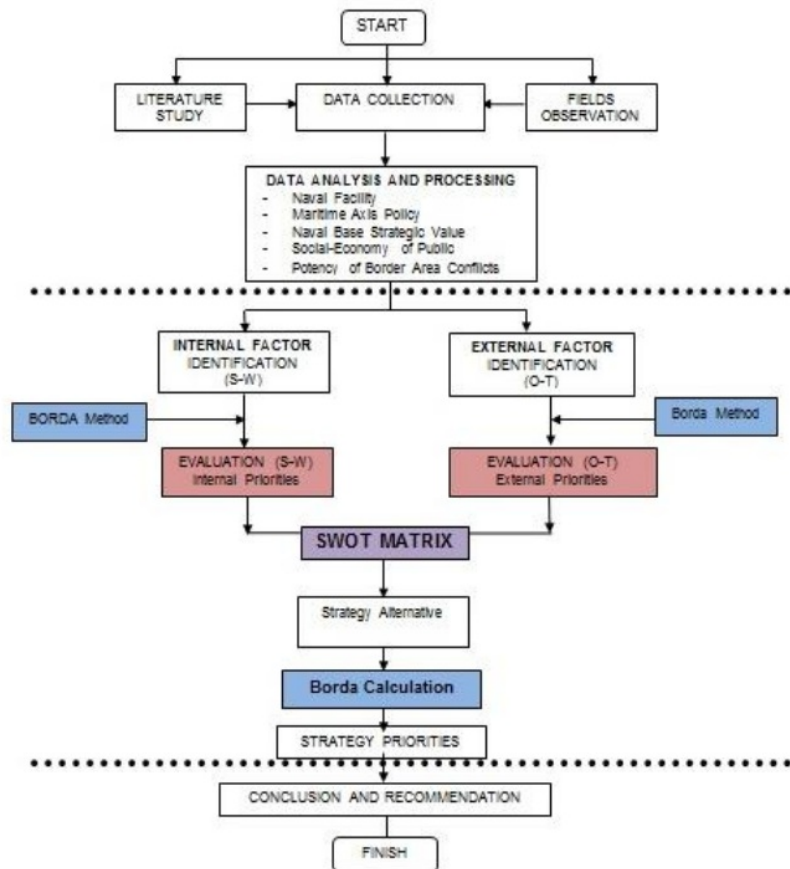 START
LITERATURE
STUDY
DATA COLLECTION
FIELDS
OBSERVATION
DATA ANALYSIS AND PROCESSING
- Naval Facility
- Maritime Axis Policy
- Naval Base Strategic Value
- Social-Economy of Public
- Potency of Border Area Conflicts
INTERNAL FACTOR
IDENTIFICATION
(S-W)
EXTERNAL FACTOR
IDENTIFICATION
(O-T)
BORDA Method
Borda Method
EVALUATION (S-W)
Internal Priorities
EVALUATION (O-T)
External Priorities
SWOT MATRIX
Strategy Alternative
Borda Calculation
STRATEGY PRIORITIES
CONCLUSION AND RECOMMENDATION
FINISH